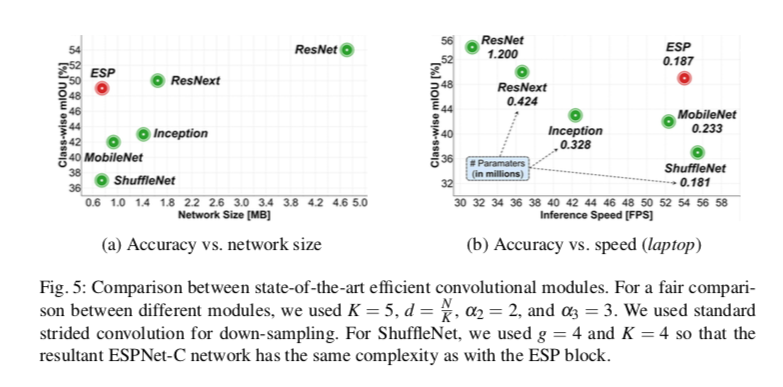 54
52
50
48
46
44
42
40
38
36
Class-wise mIOU [%]
ResNet
ESP
ResNext
Inception
MobileNet
ShuffleNet
0.6 1.0 1.4 1.8 2.2 2.6 3.0 3.4 3.8 4.2 4.6 5.0
Network Size [MB]
(a) Accuracy vs. network size
56
52
48
44
40
36
32
Class-wise mIOU [%]
ResNet
1.200
ESP
0.187
ResNext
0.424
MobileNet
0.233
Inception
0.328
# Paramaters
(in millions)
ShuffleNet
0.181
30 32 34 36 38 40 42 44 46 48 50 52 54 56 58
Inference Speed [FPS]
(b) Accuracy vs. speed (laptop)
Fig. 5: Comparison between state-of-the-art efficient convolutional modules. For a fair compari-
son between different modules, we used K = 5, d = N/K, α2 = 2, and α3 = 3. We used standard
strided convolution for down-sampling. For ShuffleNet, we used g = 4 and K = 4 so that the
resultant ESPNet-C network has the same complexity as with the ESP block.